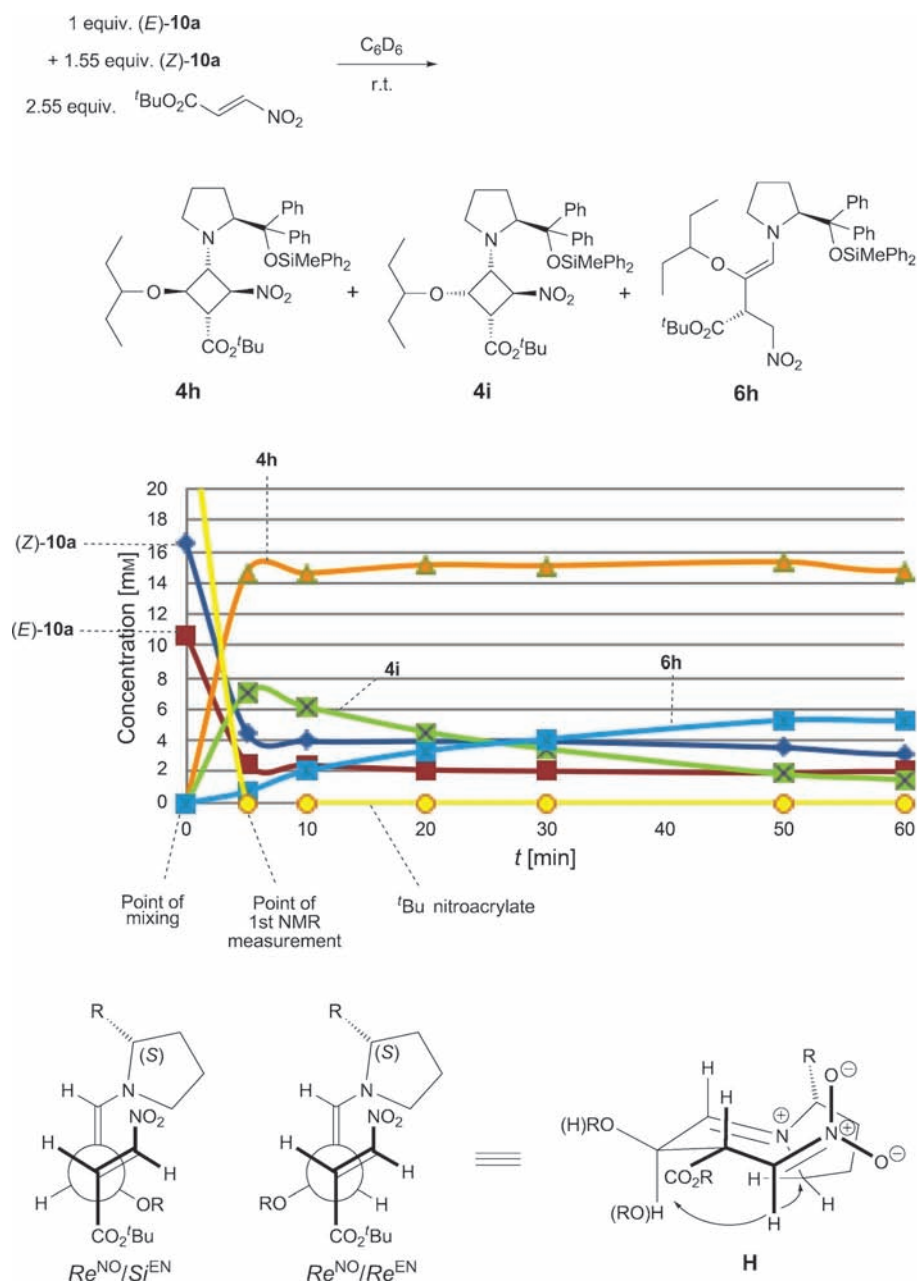 1 equiv. (E)-10a
+ 1.55 equiv. (Z)-10a
2.55 equiv. ᵗBuO₂C NO₂
C₆D₆
r.t.
N Ph Ph OSiMePh₂ O NO₂ CO₂ᵗBu
4h
+
N Ph Ph OSiMePh₂ O NO₂ CO₂ᵗBu
4i
+
N Ph Ph OSiMePh₂ O ᵗBuO₂C NO₂
6h
4h
(Z)-10a
(E)-10a
4i
6h
Concentration [mM]
20
18
16
14
12
10
8
6
4
2
0
0 10 20 30 40 50 60
t [min]
Point of mixing
Point of 1st NMR measurement
ᵗBu nitroacrylate
R (S) H N NO₂ H H H OR CO₂ᵗBu
Reᴺᴼ/Siᴱᴺ
R (S) H N NO₂ H H RO H CO₂ᵗBu
Reᴺᴼ/Reᴱᴺ
H H R O⊖ (H)RO N⊕ N⊕ O⊖ CO₂R H H (RO)H H
H